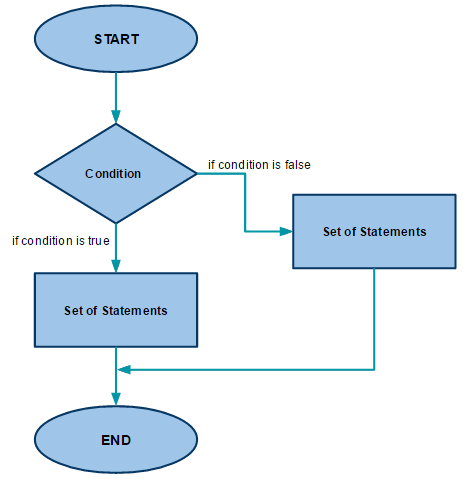 START
Condition
if condition is false
Set of Statements
if condition is true
Set of Statements
END